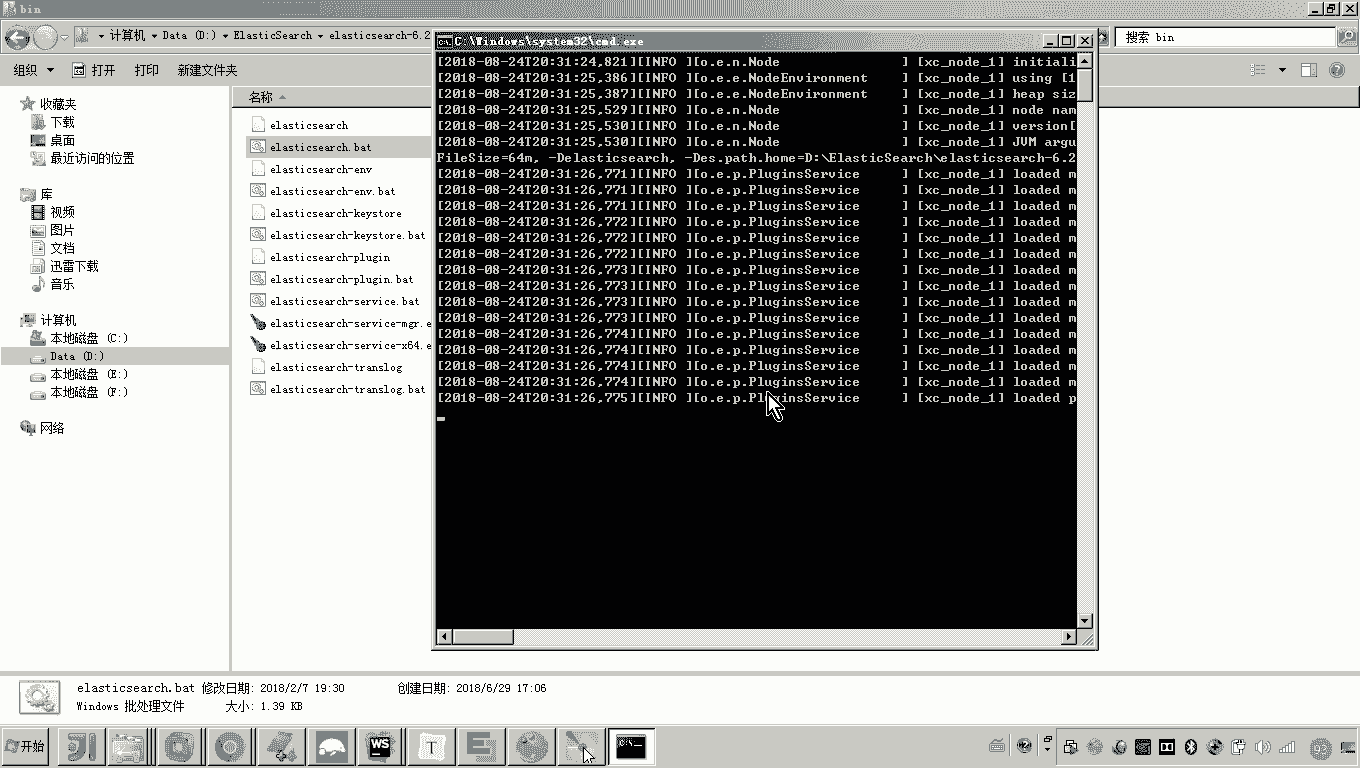 bin
计算机 ▸ Data (D:) ▸ ElasticSearch ▸ elasticsearch-6.2
搜索 bin
组织 打开 打印 新建文件夹
收藏夹
下载
桌面
最近访问的位置
库
视频
图片
文档
迅雷下载
音乐
计算机
本地磁盘 (C:)
Data (D:)
本地磁盘 (E:)
本地磁盘 (F:)
网络
名称
elasticsearch
elasticsearch.bat
elasticsearch-env
elasticsearch-env.bat
elasticsearch-keystore
elasticsearch-keystore.bat
elasticsearch-plugin
elasticsearch-plugin.bat
elasticsearch-service.bat
elasticsearch-service-mgr.e
elasticsearch-service-x64.e
elasticsearch-translog
elasticsearch-translog.bat
C:\Windows\system32\cmd.exe
[2018-08-24T20:31:24,821][INFO ][o.e.n.Node ] [xc_node_1] initiali
[2018-08-24T20:31:25,386][INFO ][o.e.e.NodeEnvironment ] [xc_node_1] using [1
[2018-08-24T20:31:25,387][INFO ][o.e.e.NodeEnvironment ] [xc_node_1] heap siz
[2018-08-24T20:31:25,529][INFO ][o.e.n.Node ] [xc_node_1] node nam
[2018-08-24T20:31:25,530][INFO ][o.e.n.Node ] [xc_node_1] version[
[2018-08-24T20:31:25,530][INFO ][o.e.n.Node ] [xc_node_1] JVM argu
FileSize=64m, -Delasticsearch, -Des.path.home=D:\ElasticSearch\elasticsearch-6.2
[2018-08-24T20:31:26,771][INFO ][o.e.p.PluginsService ] [xc_node_1] loaded m
[2018-08-24T20:31:26,771][INFO ][o.e.p.PluginsService ] [xc_node_1] loaded m
[2018-08-24T20:31:26,771][INFO ][o.e.p.PluginsService ] [xc_node_1] loaded m
[2018-08-24T20:31:26,772][INFO ][o.e.p.PluginsService ] [xc_node_1] loaded m
[2018-08-24T20:31:26,772][INFO ][o.e.p.PluginsService ] [xc_node_1] loaded m
[2018-08-24T20:31:26,772][INFO ][o.e.p.PluginsService ] [xc_node_1] loaded m
[2018-08-24T20:31:26,773][INFO ][o.e.p.PluginsService ] [xc_node_1] loaded m
[2018-08-24T20:31:26,773][INFO ][o.e.p.PluginsService ] [xc_node_1] loaded m
[2018-08-24T20:31:26,773][INFO ][o.e.p.PluginsService ] [xc_node_1] loaded m
[2018-08-24T20:31:26,773][INFO ][o.e.p.PluginsService ] [xc_node_1] loaded m
[2018-08-24T20:31:26,774][INFO ][o.e.p.PluginsService ] [xc_node_1] loaded m
[2018-08-24T20:31:26,774][INFO ][o.e.p.PluginsService ] [xc_node_1] loaded m
[2018-08-24T20:31:26,774][INFO ][o.e.p.PluginsService ] [xc_node_1] loaded m
[2018-08-24T20:31:26,774][INFO ][o.e.p.PluginsService ] [xc_node_1] loaded m
[2018-08-24T20:31:26,775][INFO ][o.e.p.PluginsService ] [xc_node_1] loaded p
elasticsearch.bat 修改日期: 2018/2/7 19:30 创建日期: 2018/6/29 17:06
Windows 批处理文件 大小: 1.39 KB
开始
WS
T